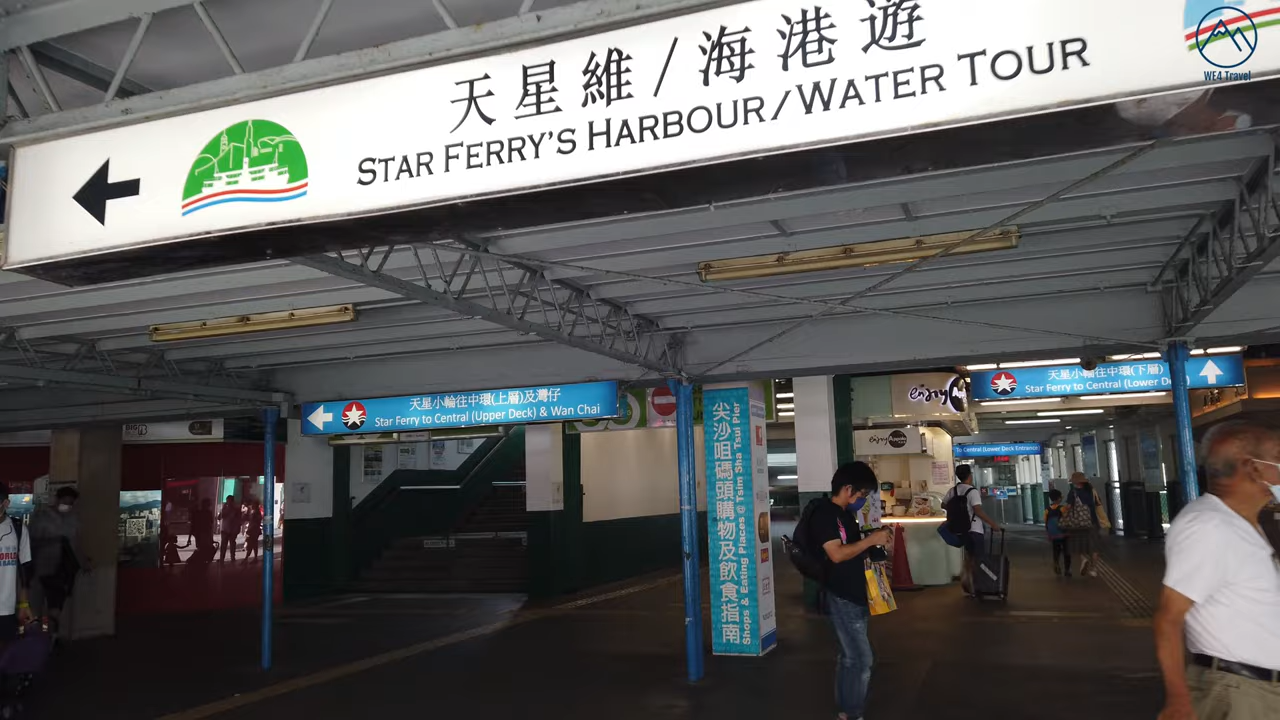 天星維/海港遊
STAR FERRY'S HARBOUR/WATER TOUR
WE4 Travel
天星小輪往中環(上層)及灣仔
Star Ferry to Central (Upper Deck) & Wan Chai
天星小輪往中環(下層)
Star Ferry to Central (Lower De
尖沙咀碼頭購物及飲食指南
Shops & Eating Places @ Tsim Sha Tsui Pier
enjoy
enjoy
To Central (Lower Deck Entrance)